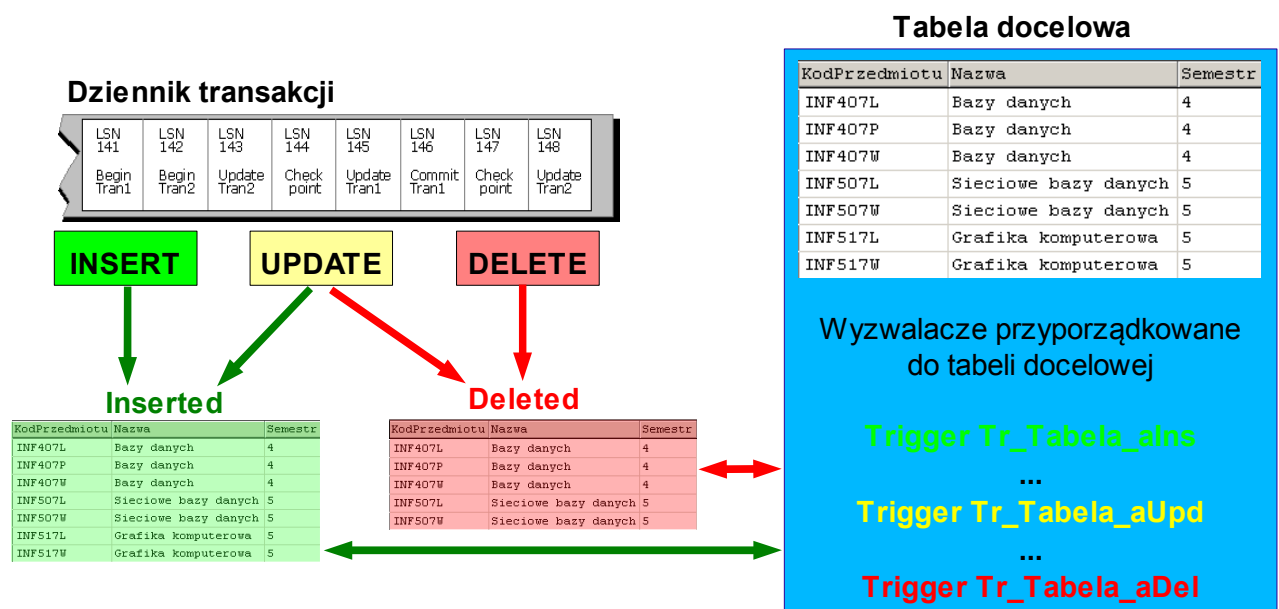 Tabela docelowa
KodPrzedmiotu Nazwa Semestr
INF407L Bazy danych 4
INF407P Bazy danych 4
INF407W Bazy danych 4
INF507L Sieciowe bazy danych 5
INF507W Sieciowe bazy danych 5
INF517L Grafika komputerowa 5
INF517W Grafika komputerowa 5
Dziennik transakcji
LSN 141 Begin Tran1
LSN 142 Begin Tran2
LSN 143 Update Tran2
LSN 144 Check point
LSN 145 Update Tran1
LSN 146 Commit Tran1
LSN 147 Check point
LSN 148 Update Tran2
INSERT UPDATE DELETE
Wyzwalacze przyporządkowane
do tabeli docelowej
Inserted
KodPrzedmiotu Nazwa Semestr
INF407L Bazy danych 4
INF407P Bazy danych 4
INF407W Bazy danych 4
INF507L Sieciowe bazy danych 5
INF507W Sieciowe bazy danych 5
INF517L Grafika komputerowa 5
INF517W Grafika komputerowa 5
Deleted
KodPrzedmiotu Nazwa Semestr
INF407L Bazy danych 4
INF407P Bazy danych 4
INF407W Bazy danych 4
INF507L Sieciowe bazy danych 5
INF507W Sieciowe bazy danych 5
Trigger Tr_Tabela_aIns
...
Trigger Tr_Tabela_aUpd
...
Trigger Tr_Tabela_aDel